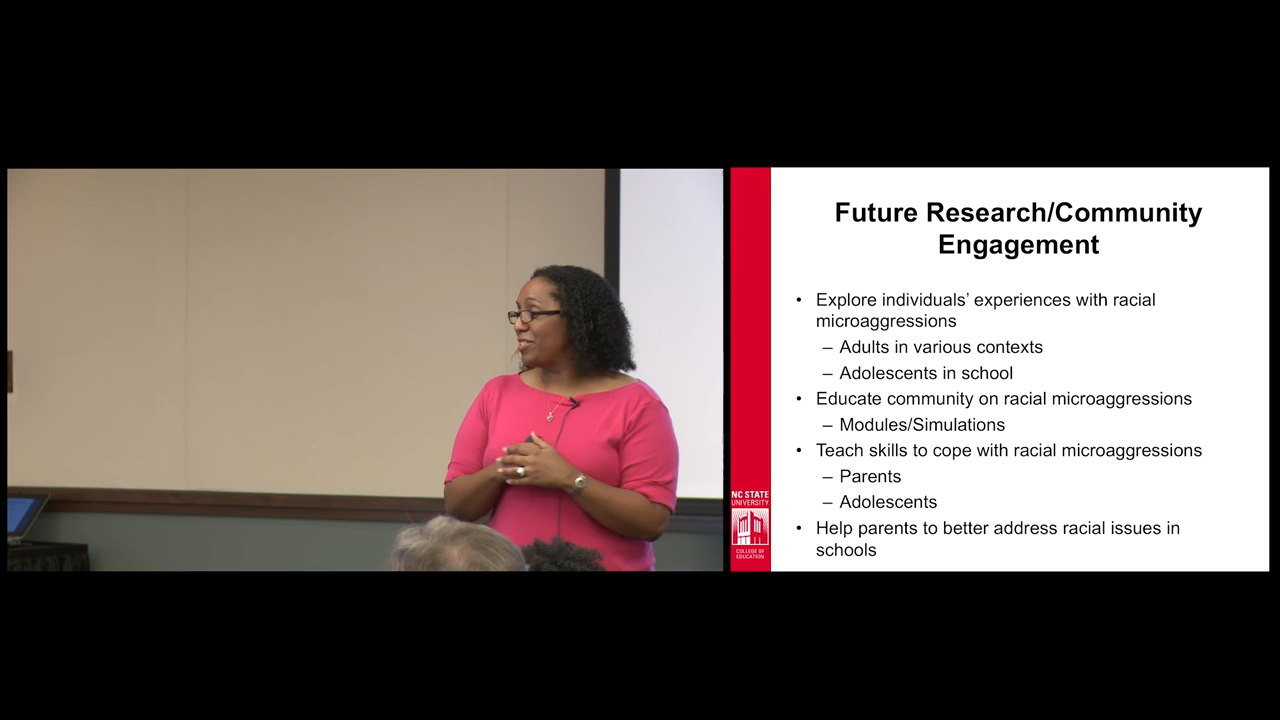 Future Research/Community
Engagement
• Explore individuals’ experiences with racial
microaggressions
– Adults in various contexts
– Adolescents in school
• Educate community on racial microaggressions
– Modules/Simulations
• Teach skills to cope with racial microaggressions
– Parents
– Adolescents
• Help parents to better address racial issues in
schools
NC STATE
UNIVERSITY
COLLEGE OF
EDUCATION